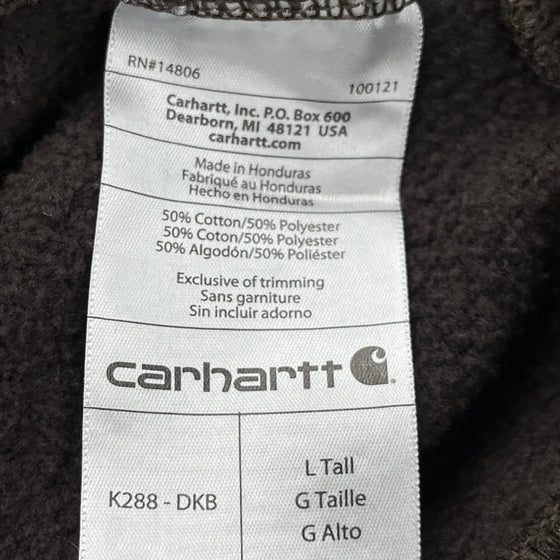 RN#14806
100121
Carhartt, Inc. P.O. Box 600
Dearborn, MI 48121 USA
carhartt.com
Made in Honduras
Fabriqué au Honduras
Hecho en Honduras
50% Cotton/50% Polyester
50% Coton/50% Polyester
50% Algodón/50% Poliéster
Exclusive of trimming
Sans garniture
Sin incluir adorno
carhartt
K288 - DKB
L Tall
G Taille
G Alto